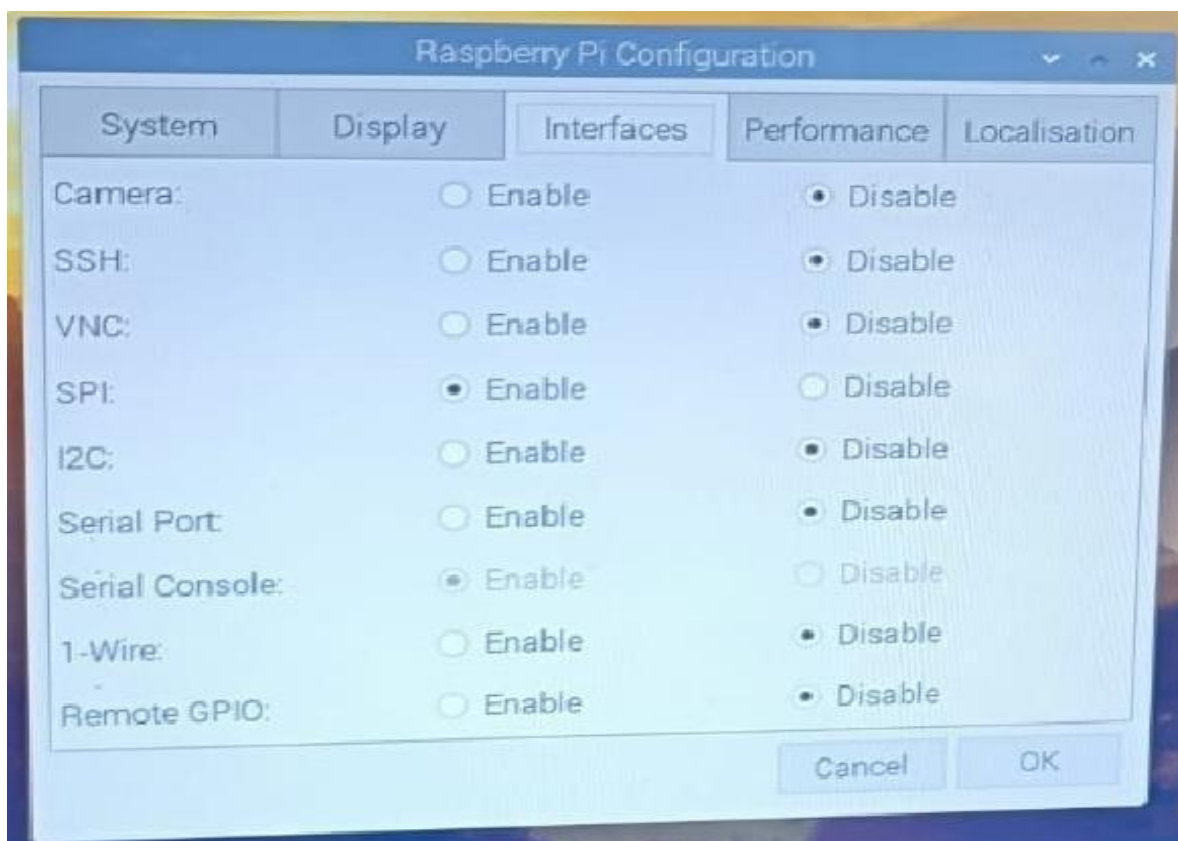 Raspberry Pi Configuration
System Display Interfaces Performance Localisation
Camera: Enable Disable
SSH: Enable Disable
VNC: Enable Disable
SPI: Enable Disable
I2C: Enable Disable
Serial Port: Enable Disable
Serial Console: Enable Disable
1-Wire: Enable Disable
Remote GPIO: Enable Disable
Cancel OK